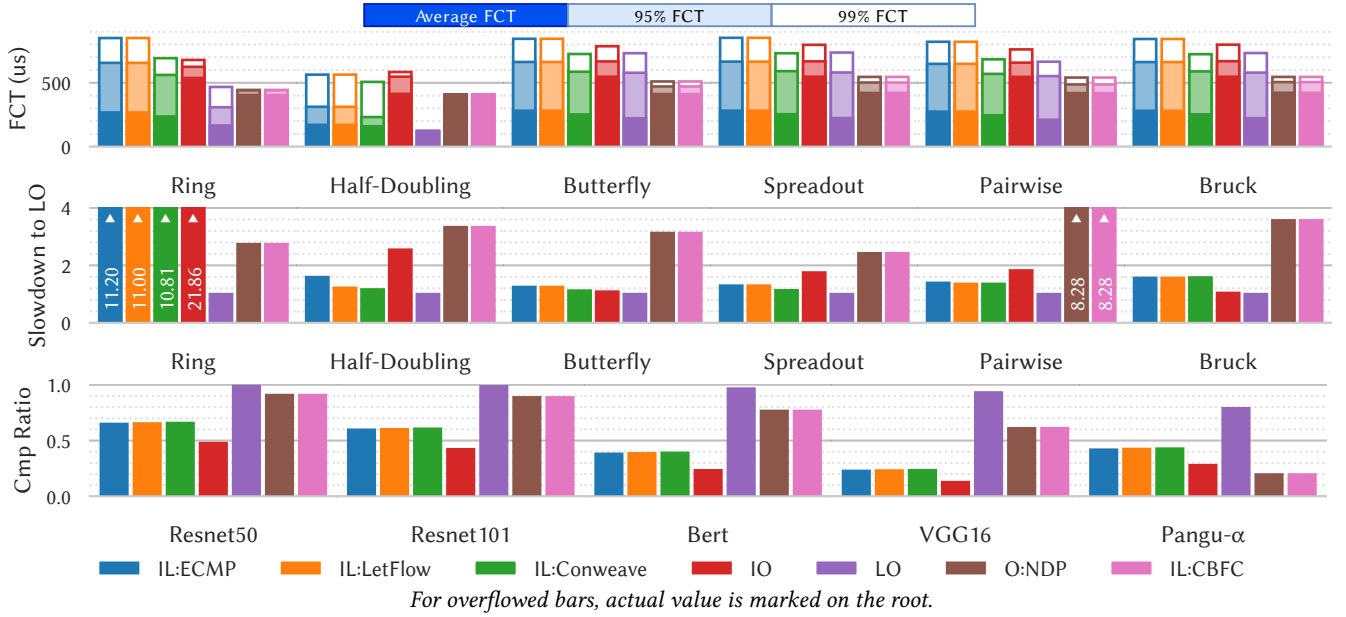 Average FCT 95% FCT 99% FCT
FCT (us)
500
0
Ring Half-Doubling Butterfly Spreadout Pairwise Bruck
Slowdown to LO
4
2
0
11.20 11.00 10.81 21.86 8.28 8.28
Ring Half-Doubling Butterfly Spreadout Pairwise Bruck
Cmp Ratio
1.0
0.5
0.0
Resnet50 Resnet101 Bert VGG16 Pangu-α
IL:ECMP IL:LetFlow IL:Conweave IO LO O:NDP IL:CBFC
For overflowed bars, actual value is marked on the root.